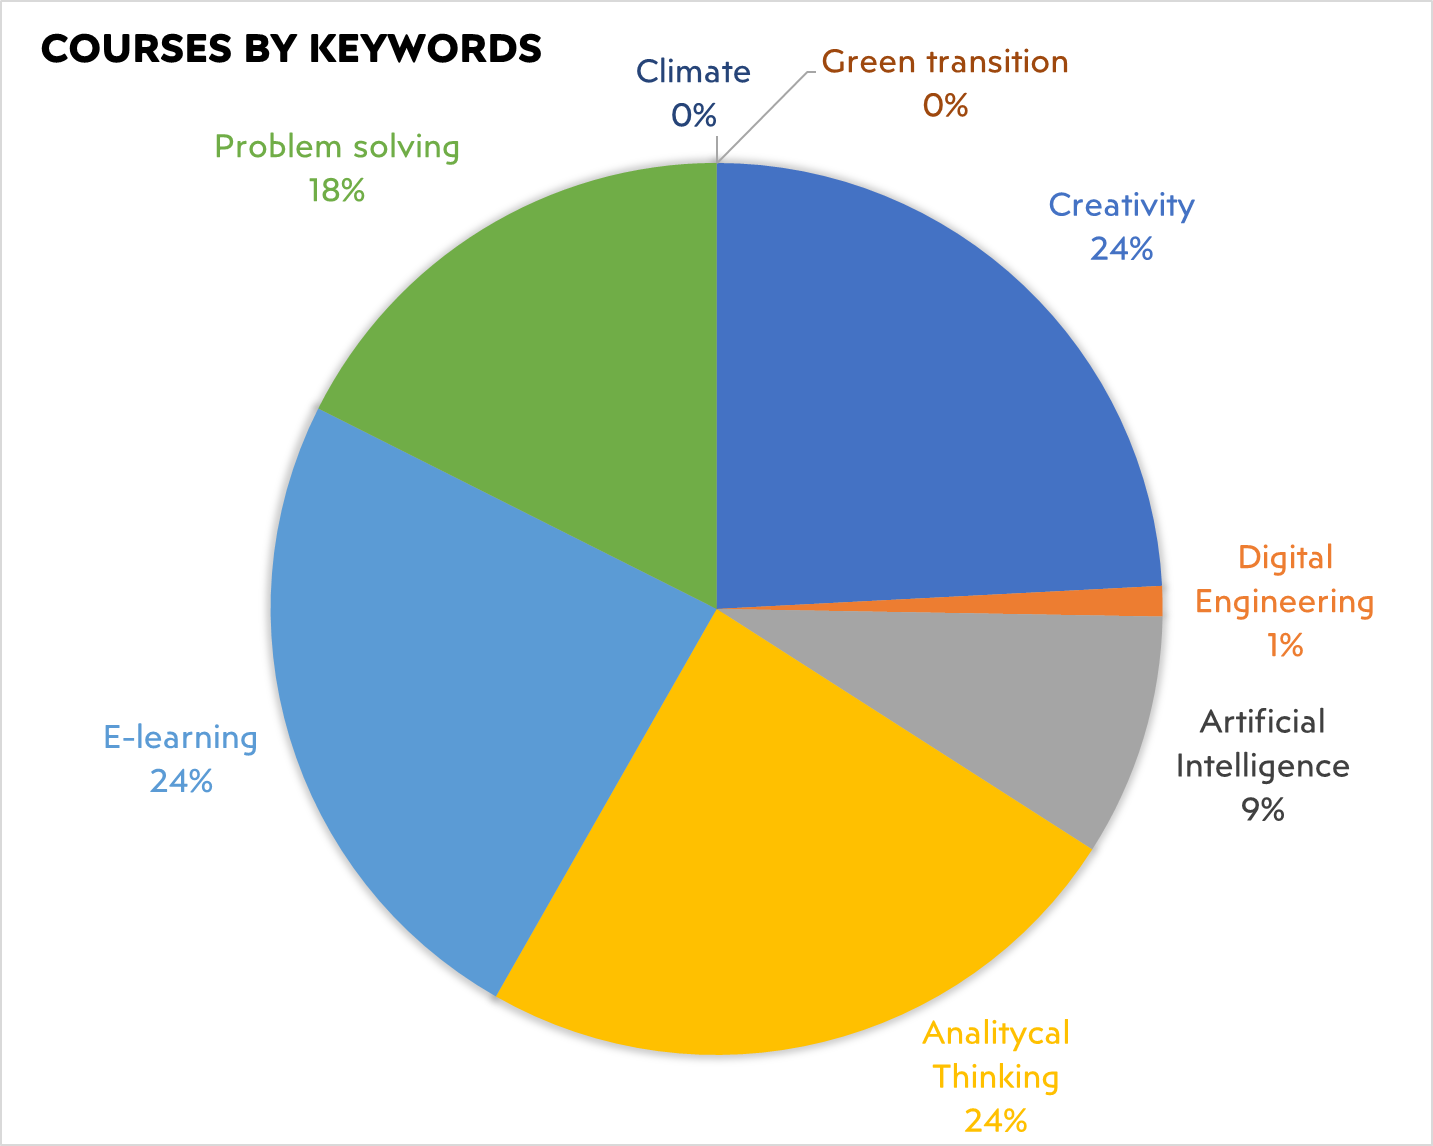 COURSES BY KEYWORDS
Climate
0%
Green transition
0%
Problem solving
18%
Creativity
24%
Digital
Engineering
1%
Artificial
Intelligence
9%
E-learning
24%
Analitycal
Thinking
24%